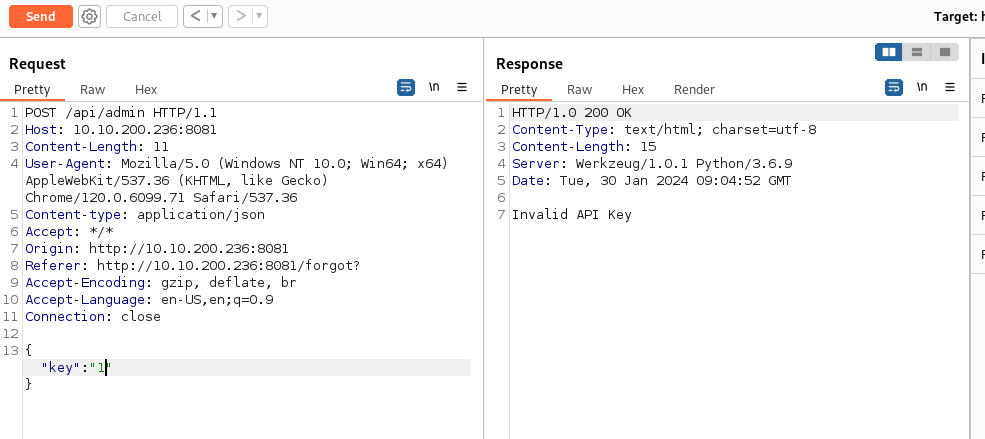 Send Cancel < > Target: h
Request
Pretty Raw Hex \n
1 POST /api/admin HTTP/1.1
2 Host: 10.10.200.236:8081
3 Content-Length: 11
4 User-Agent: Mozilla/5.0 (Windows NT 10.0; Win64; x64)
AppleWebKit/537.36 (KHTML, like Gecko)
Chrome/120.0.6099.71 Safari/537.36
5 Content-type: application/json
6 Accept: */*
7 Origin: http://10.10.200.236:8081
8 Referer: http://10.10.200.236:8081/forgot?
9 Accept-Encoding: gzip, deflate, br
10 Accept-Language: en-US,en;q=0.9
11 Connection: close
12
13 {
"key":"1"
}
Response
Pretty Raw Hex Render \n
1 HTTP/1.0 200 OK
2 Content-Type: text/html; charset=utf-8
3 Content-Length: 15
4 Server: Werkzeug/1.0.1 Python/3.6.9
5 Date: Tue, 30 Jan 2024 09:04:52 GMT
6
7 Invalid API Key